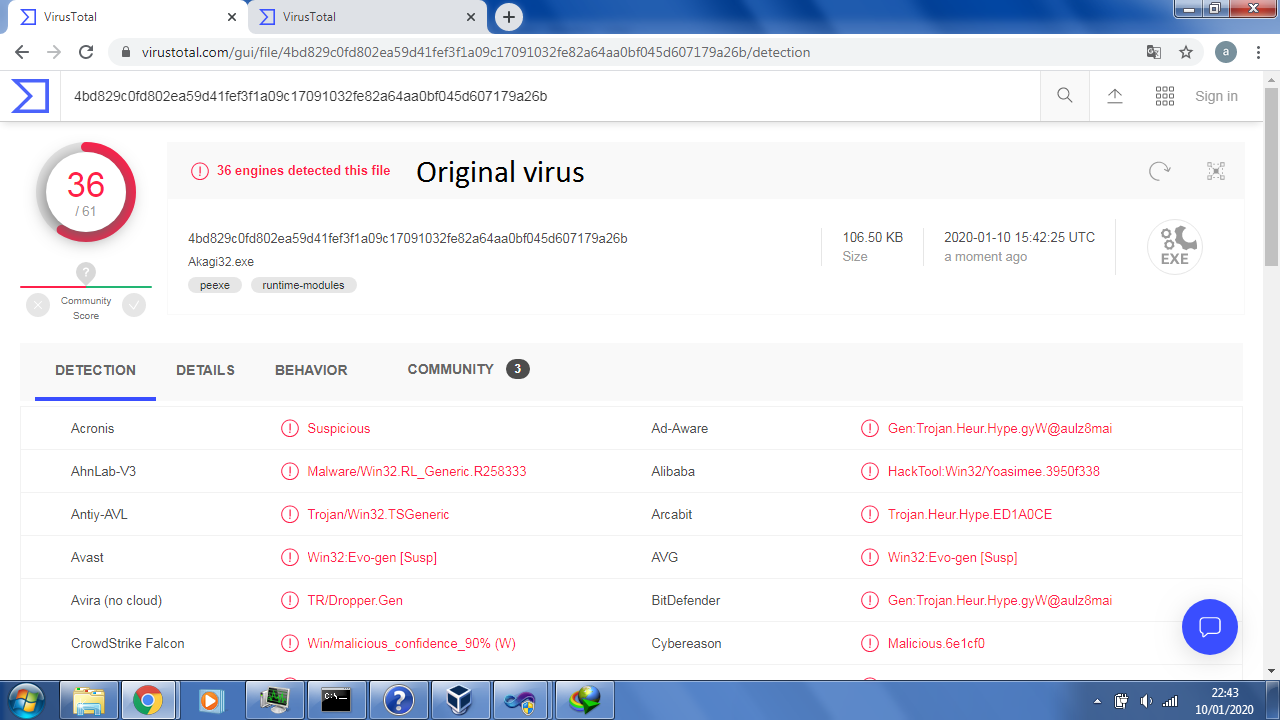 VirusTotal
VirusTotal
virustotal.com/gui/file/4bd829c0fd802ea59d41fef3f1a09c17091032fe82a64aa0bf045d607179a26b/detection
a
4bd829c0fd802ea59d41fef3f1a09c17091032fe82a64aa0bf045d607179a26b
Sign in
36
/ 61
?
Community
Score
36 engines detected this file
Original virus
4bd829c0fd802ea59d41fef3f1a09c17091032fe82a64aa0bf045d607179a26b
Akagi32.exe
peexe
runtime-modules
106.50 KB
Size
2020-01-10 15:42:25 UTC
a moment ago
EXE
DETECTION DETAILS BEHAVIOR COMMUNITY 3
Acronis Suspicious Ad-Aware Gen:Trojan.Heur.Hype.gyW@aulz8mai
AhnLab-V3 Malware/Win32.RL_Generic.R258333 Alibaba HackTool:Win32/Yoasimee.3950f338
Antiy-AVL Trojan/Win32.TSGeneric Arcabit Trojan.Heur.Hype.ED1A0CE
Avast Win32:Evo-gen [Susp] AVG Win32:Evo-gen [Susp]
Avira (no cloud) TR/Dropper.Gen BitDefender Gen:Trojan.Heur.Hype.gyW@aulz8mai
CrowdStrike Falcon Win/malicious_confidence_90% (W) Cybereason Malicious.6e1cf0
C:\
22:43
10/01/2020